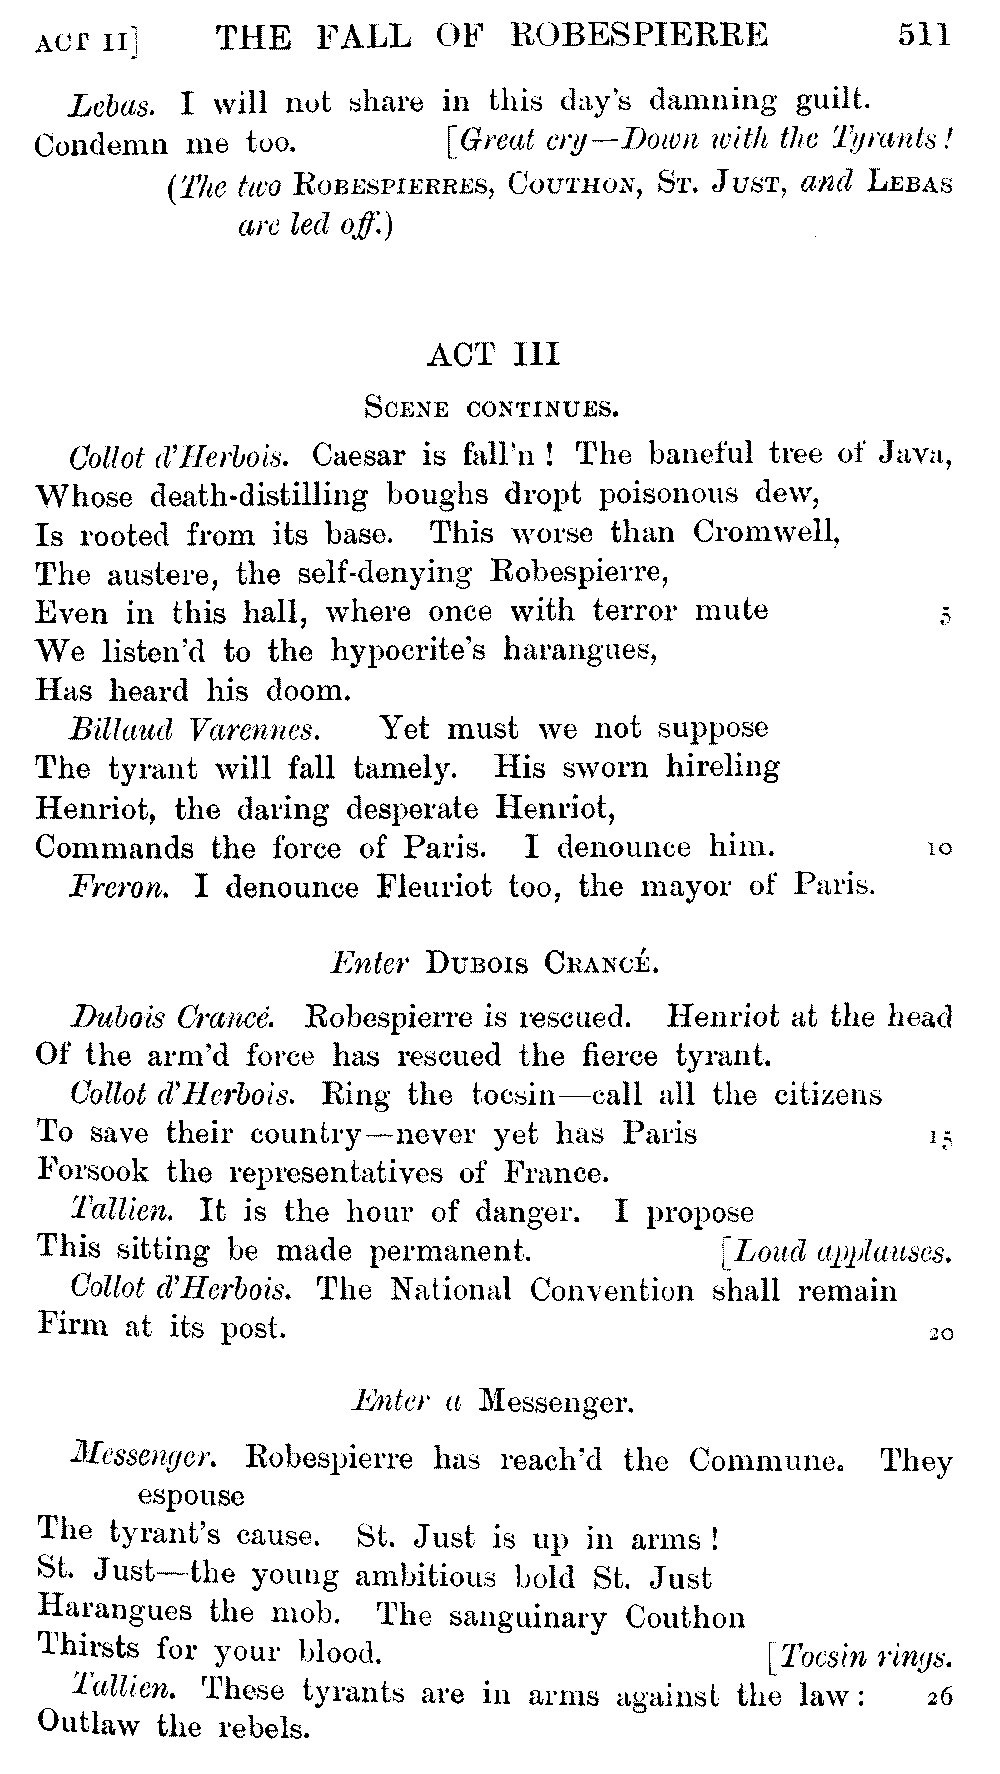 ACT II] THE FALL OF ROBESPIERRE 511
Lebas. I will not share in this day's damning guilt.
Condemn me too. [Great cry—Down with the Tyrants!
(The two ROBESPIERRES, COUTHON, ST. JUST, and LEBAS
are led off.)
ACT III
SCENE CONTINUES.
Collot d'Herbois. Caesar is fall'n! The baneful tree of Java,
Whose death-distilling boughs dropt poisonous dew,
Is rooted from its base. This worse than Cromwell,
The austere, the self-denying Robespierre,
Even in this hall, where once with terror mute 5
We listen'd to the hypocrite's harangues,
Has heard his doom.
Billaud Varennes. Yet must we not suppose
The tyrant will fall tamely. His sworn hireling
Henriot, the daring desperate Henriot,
Commands the force of Paris. I denounce him. 10
Freron. I denounce Fleuriot too, the mayor of Paris.
Enter DUBOIS CRANCÉ.
Dubois Crancé. Robespierre is rescued. Henriot at the head
Of the arm'd force has rescued the fierce tyrant.
Collot d'Herbois. Ring the tocsin—call all the citizens
To save their country—never yet has Paris 15
Forsook the representatives of France.
Tallien. It is the hour of danger. I propose
This sitting be made permanent. [Loud applauses.
Collot d'Herbois. The National Convention shall remain
Firm at its post. 20
Enter a Messenger.
Messenger. Robespierre has reach'd the Commune. They
espouse
The tyrant's cause. St. Just is up in arms!
St. Just—the young ambitious bold St. Just
Harangues the mob. The sanguinary Couthon
Thirsts for your blood. [Tocsin rings.
Tallien. These tyrants are in arms against the law: 26
Outlaw the rebels.